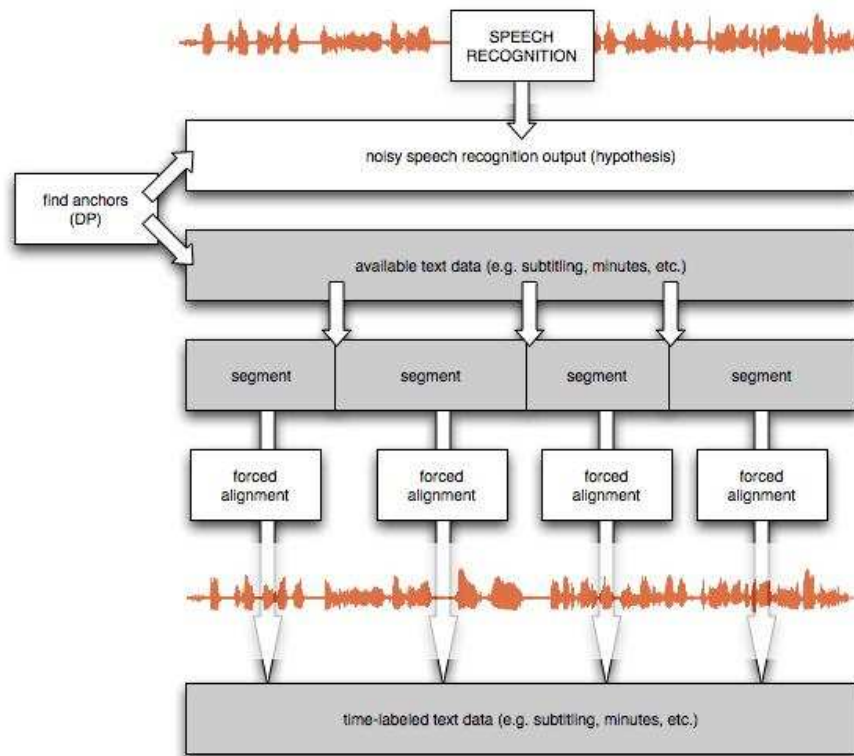 SPEECH
RECOGNITION
noisy speech recognition output (hypothesis)
find anchors
(DP)
available text data (e.g. subtitling, minutes, etc.)
segment
segment
segment
segment
forced
alignment
forced
alignment
forced
alignment
forced
alignment
time-labeled text data (e.g. subtitling, minutes, etc.)